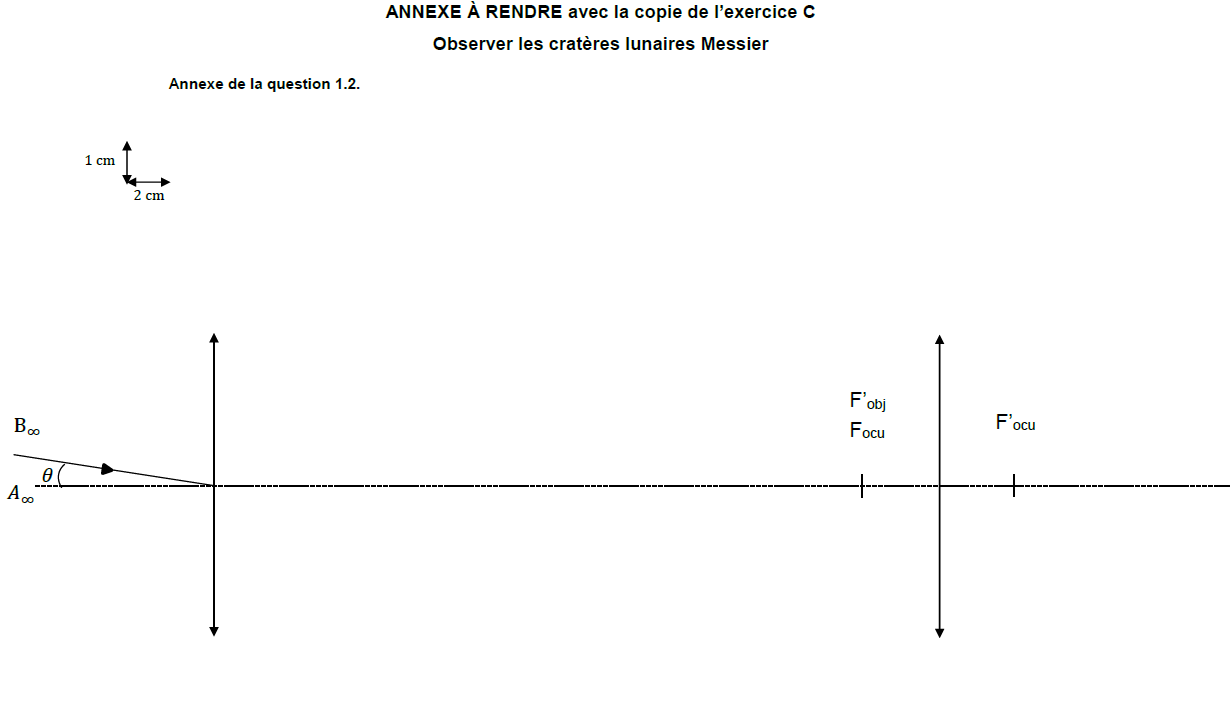 ANNEXE À RENDRE avec la copie de l'exercice C
Observer les cratères lunaires Messier
Annexe de la question 1.2.
1 cm
2 cm
F'obj
Focu
F'ocu
B∞
θ
A∞